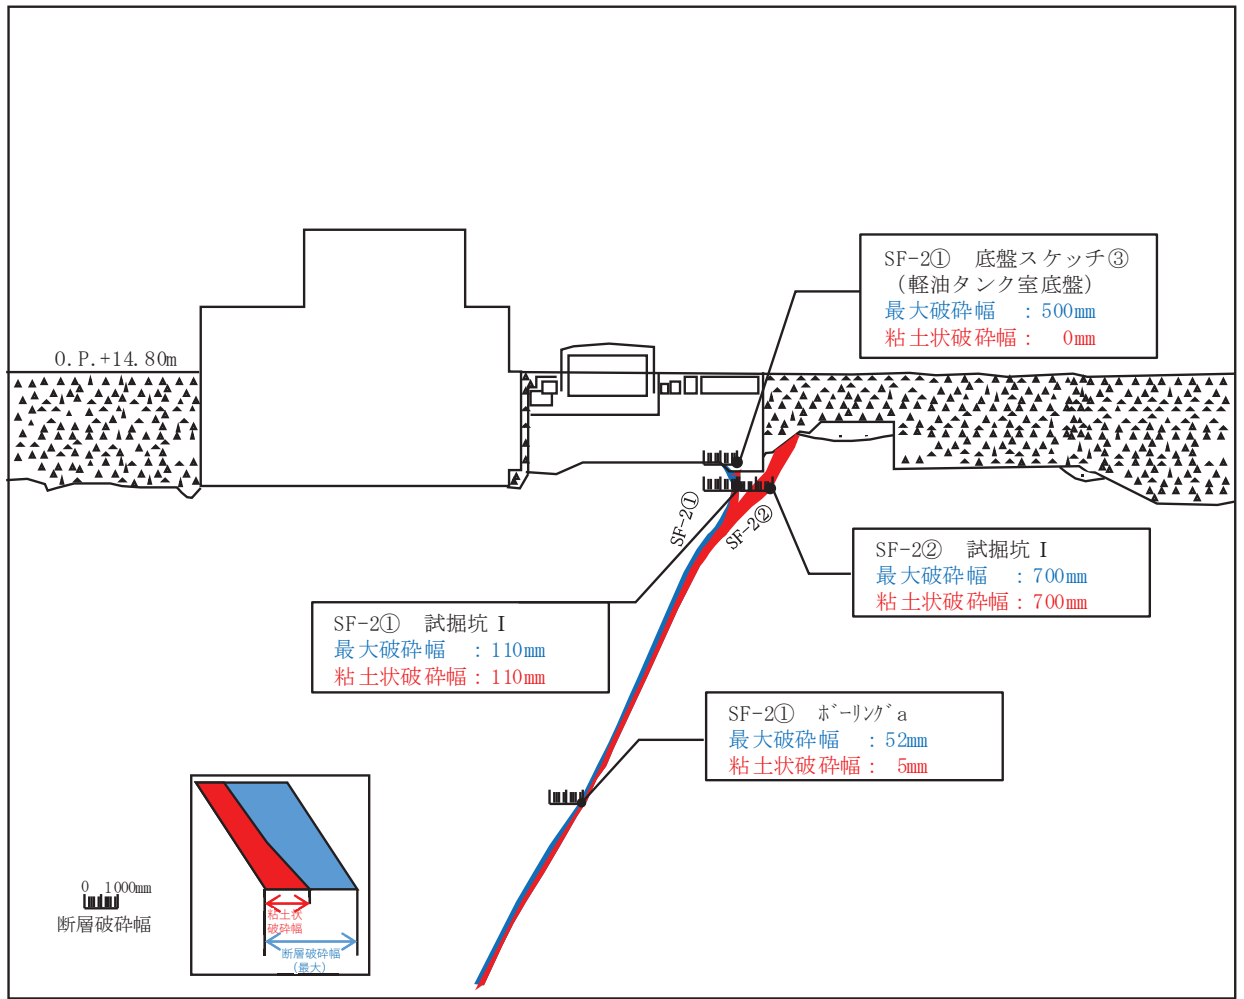 SF-2① 底盤スケッチ③
（軽油タンク室底盤）
最大破砕幅 : 500mm
粘土状破砕幅 : 0mm
O.P.+14.80m
SF-2①
SF-2②
SF-2② 試掘坑Ⅰ
最大破砕幅 : 700mm
粘土状破砕幅 : 700mm
SF-2① 試掘坑Ⅰ
最大破砕幅 : 110mm
粘土状破砕幅 : 110mm
SF-2① ﾎﾞｰﾘﾝｸﾞa
最大破砕幅 : 52mm
粘土状破砕幅 : 5mm
0 1000mm
断層破砕幅
粘土状
破砕幅
断層破砕幅
（最大）